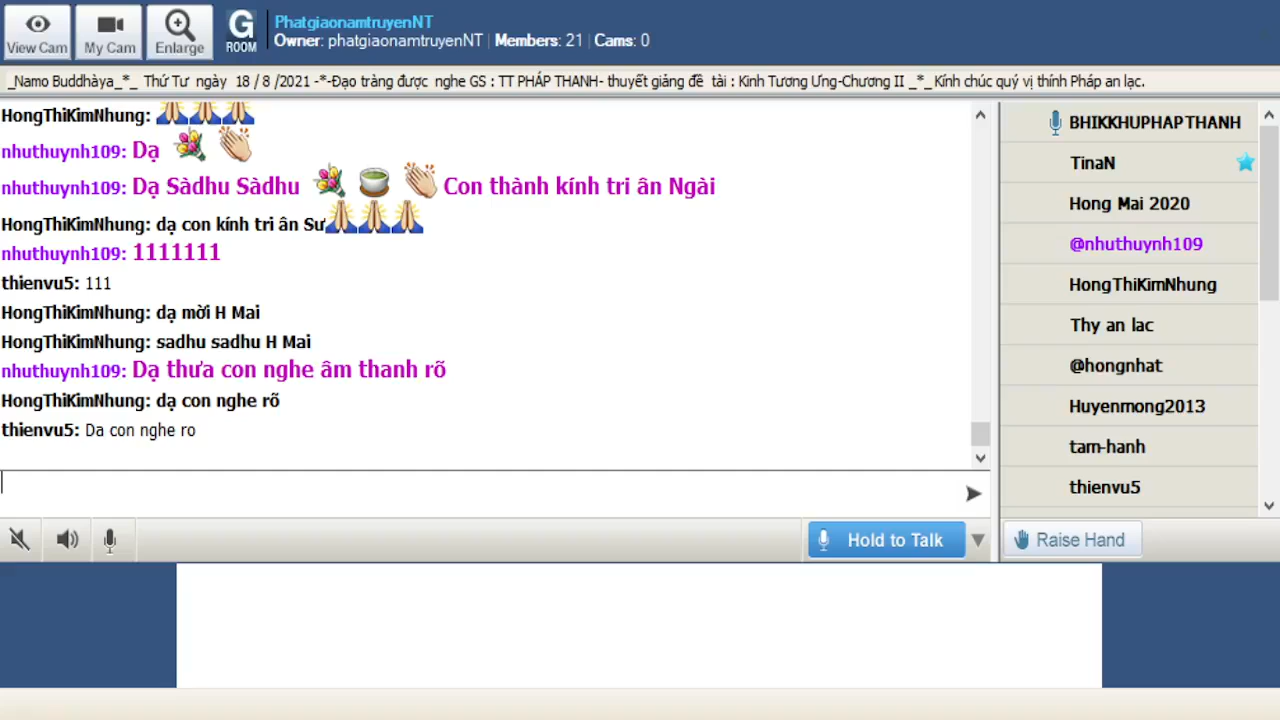 View Cam
My Cam
Enlarge
G
ROOM
PhatgiaonamtruyenNT
Owner: phatgiaonamtruyenNT | Members: 21 | Cams: 0
_Namo Buddhàya_*_ Thứ Tư ngày 18 / 8 /2021 -*-Đạo tràng được nghe GS : TT PHÁP THANH- thuyết giảng đề tài : Kinh Tương Ưng-Chương II _*_Kính chúc quý vị thính Pháp an lạc.
HongThiKimNhung:
nhuthuynh109: Dạ
nhuthuynh109: Dạ Sàdhu Sàdhu Con thành kính tri ân Ngài
HongThiKimNhung: dạ con kính tri ân Sư
nhuthuynh109: 1111111
thienvu5: 111
HongThiKimNhung: dạ mời H Mai
HongThiKimNhung: sadhu sadhu H Mai
nhuthuynh109: Dạ thưa con nghe âm thanh rõ
HongThiKimNhung: dạ con nghe rõ
thienvu5: Da con nghe ro
Hold to Talk
BHIKKHUPHAPTHANH
TinaN
Hong Mai 2020
@nhuthuynh109
HongThiKimNhung
Thy an lac
@hongnhat
Huyenmong2013
tam-hanh
thienvu5
Raise Hand